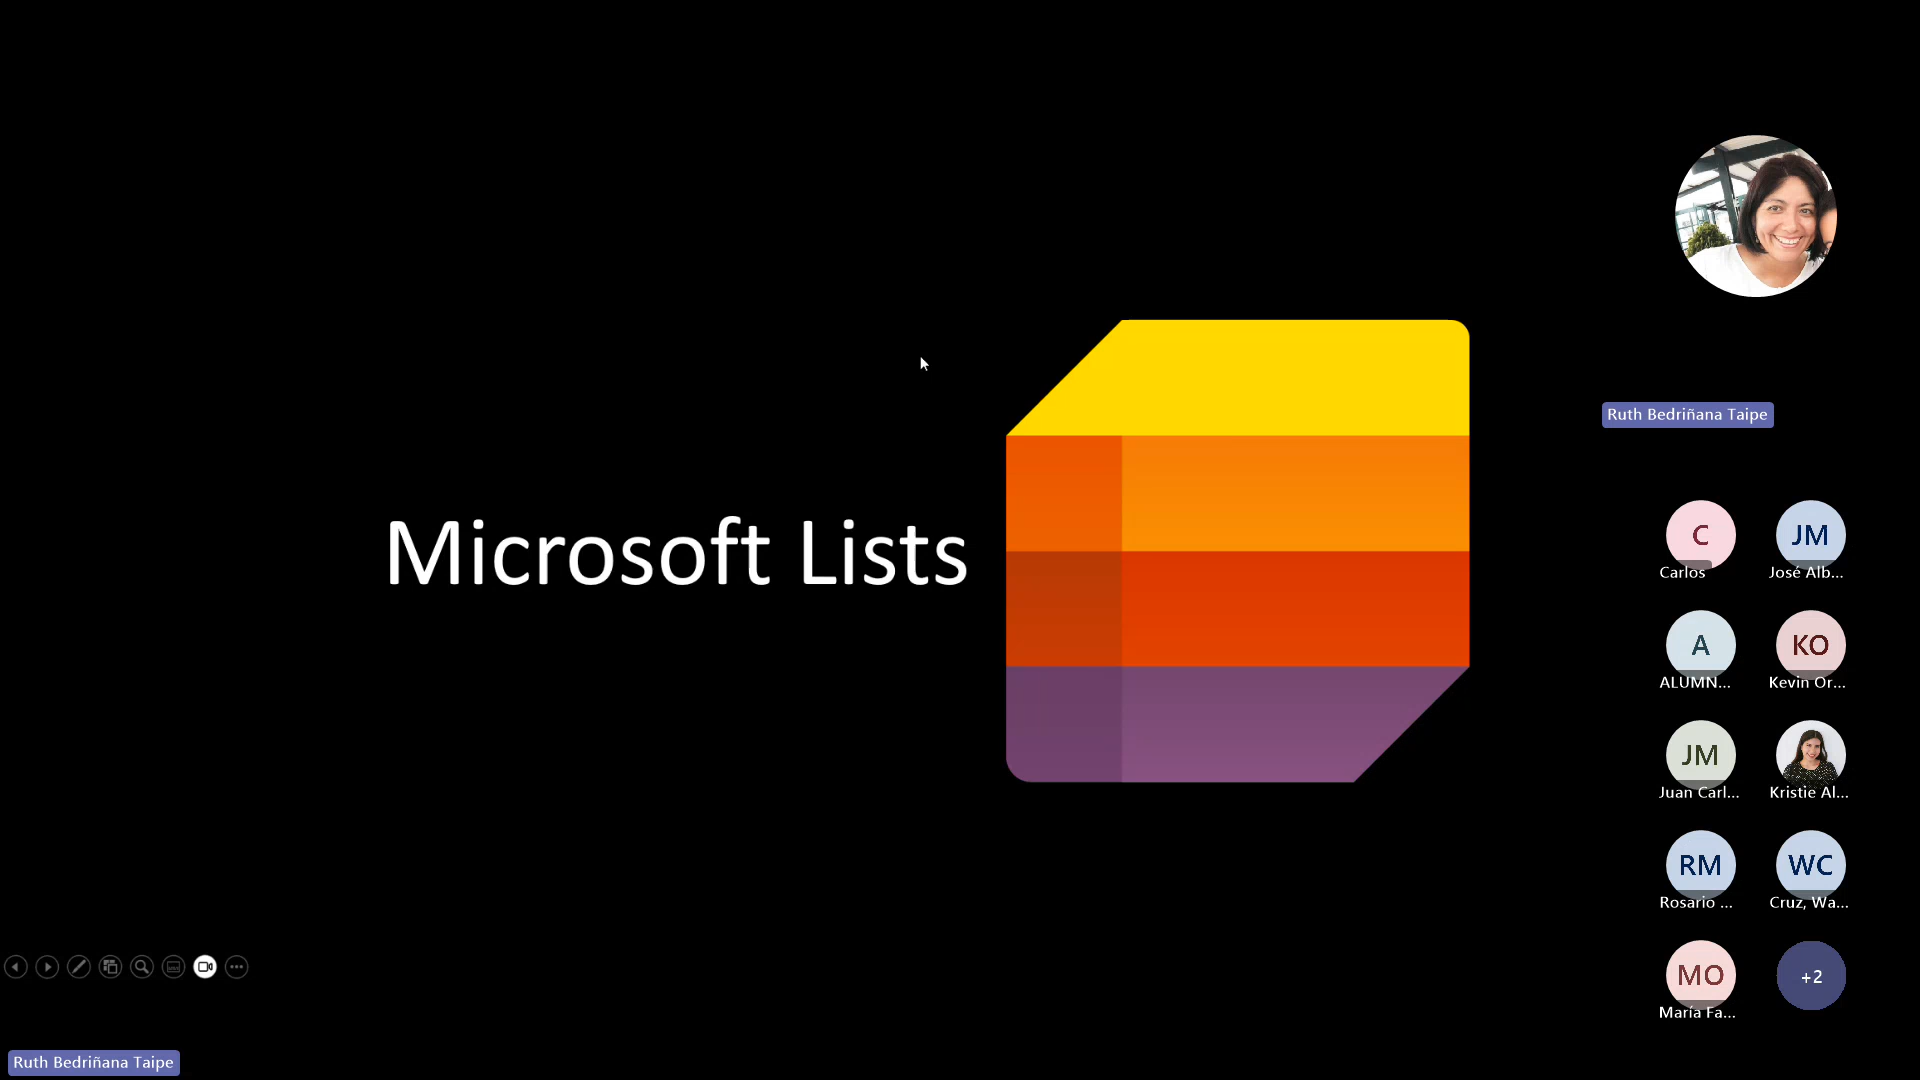 Microsoft Lists
Ruth Bedriñana Taipe
C
JM
Carlos
José Alb...
A
KO
ALUMN...
Kevin Or...
JM
Juan Carl...
Kristie Al...
RM
WC
Rosario ...
Cruz, Wa...
MO
+2
María Fa...
Ruth Bedriñana Taipe